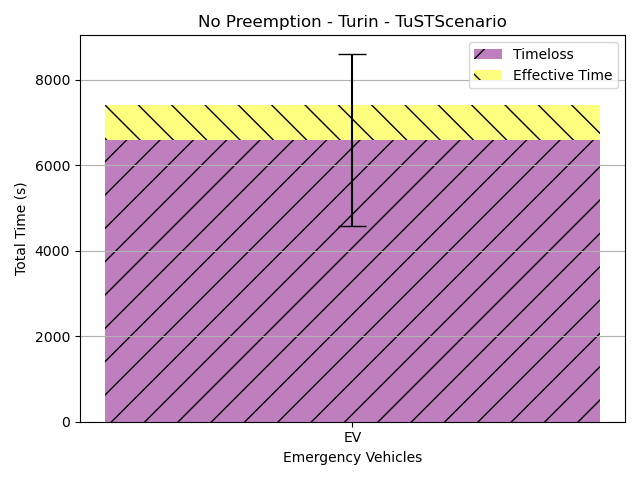 No Preemption - Turin - TuSTScenario
Timeloss
Effective Time
8000
6000
4000
2000
0
Total Time (s)
EV
Emergency Vehicles